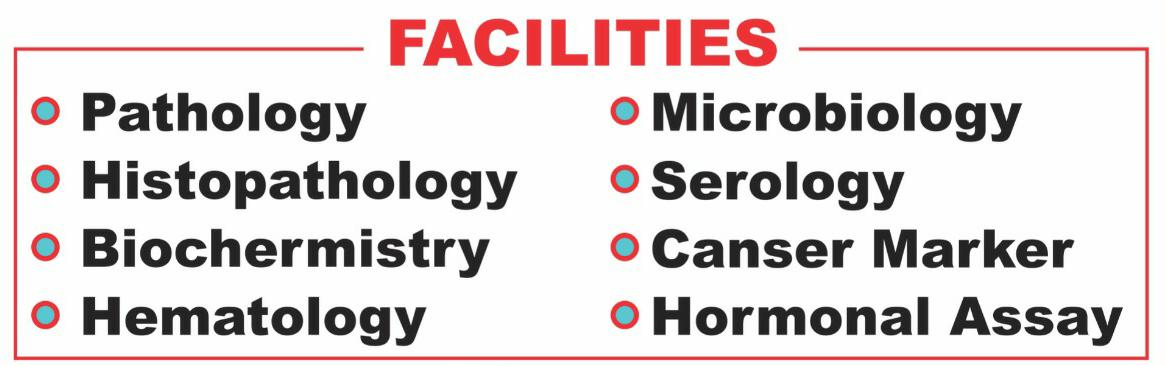 FACILITIES
Pathology
Histopathology
Biochermistry
Hematology
Microbiology
Serology
Canser Marker
Hormonal Assay